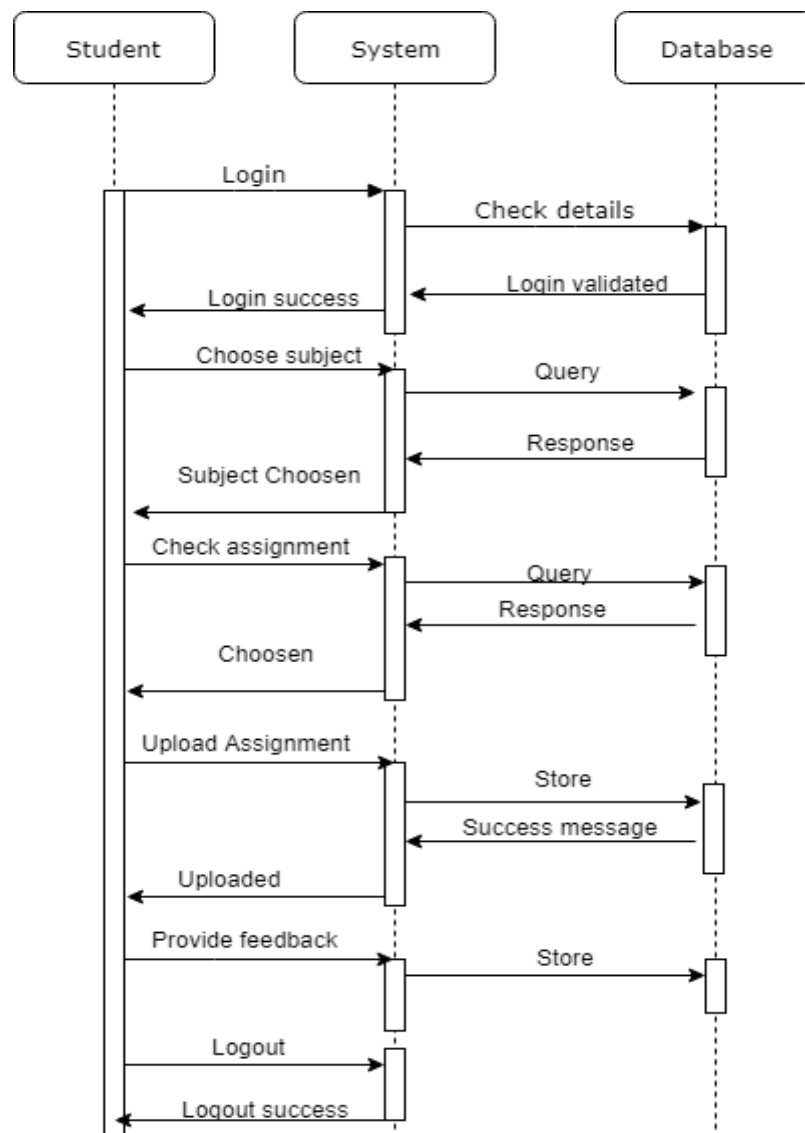 Student
System
Database
Login
Check details
Login validated
Login success
Choose subject
Query
Response
Subject Choosen
Check assignment
Query
Response
Choosen
Upload Assignment
Store
Success message
Uploaded
Provide feedback
Store
Logout
Logout success